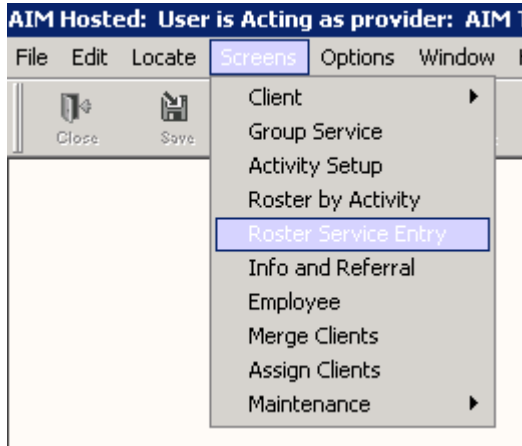 AIM Hosted: User is Acting as provider: AIM
File Edit Locate Screens Options Window
Close Save
Client
Group Service
Activity Setup
Roster by Activity
Roster Service Entry
Info and Referral
Employee
Merge Clients
Assign Clients
Maintenance